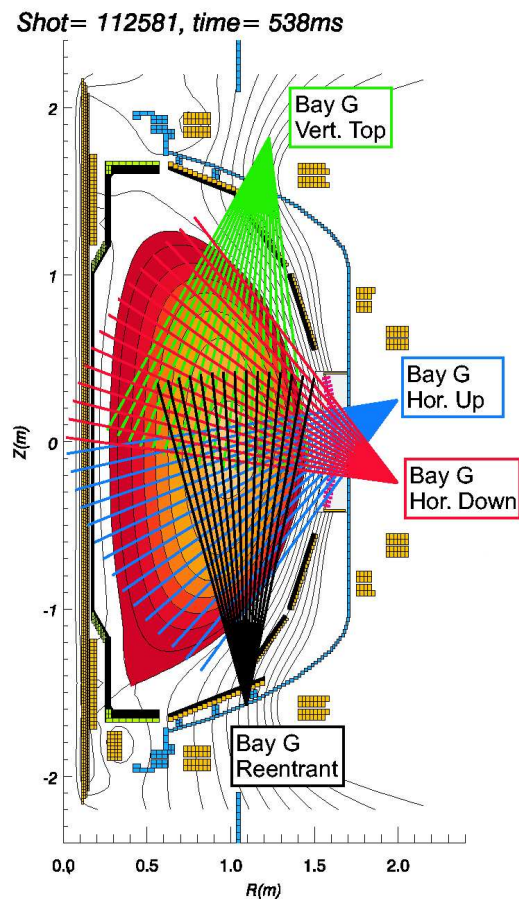 Shot= 112581, time= 538ms
Bay G
Vert. Top
Bay G
Hor. Up
Bay G
Hor. Down
Bay G
Reentrant
2
1
0
-1
-2
Z(m)
0.0 0.5 1.0 1.5 2.0
R(m)